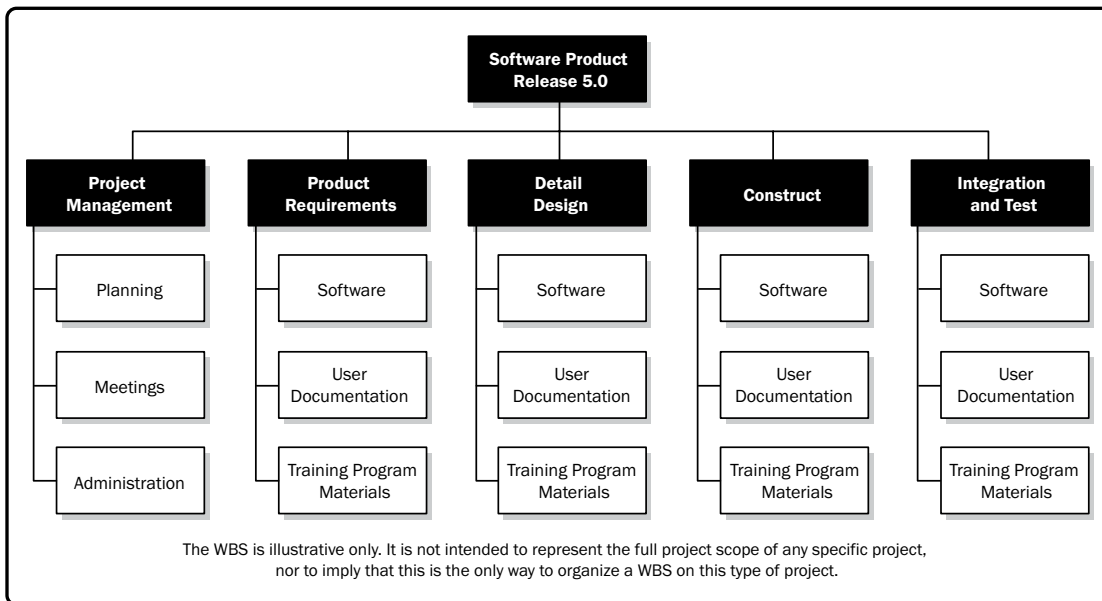 Software Product
Release 5.0
Project
Management
Product
Requirements
Detail
Design
Construct
Integration
and Test
Planning
Software
Software
Software
Software
Meetings
User
Documentation
User
Documentation
User
Documentation
User
Documentation
Administration
Training Program
Materials
Training Program
Materials
Training Program
Materials
Training Program
Materials
The WBS is illustrative only. It is not intended to represent the full project scope of any specific project,
nor to imply that this is the only way to organize a WBS on this type of project.